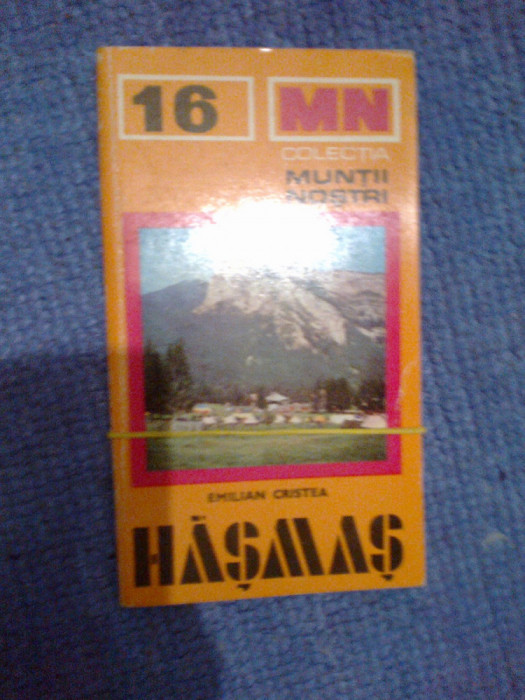 16
MN
COLECȚIA
MUNȚII
NOȘTRI
EMILIAN CRISTEA
HĂȘMAȘ